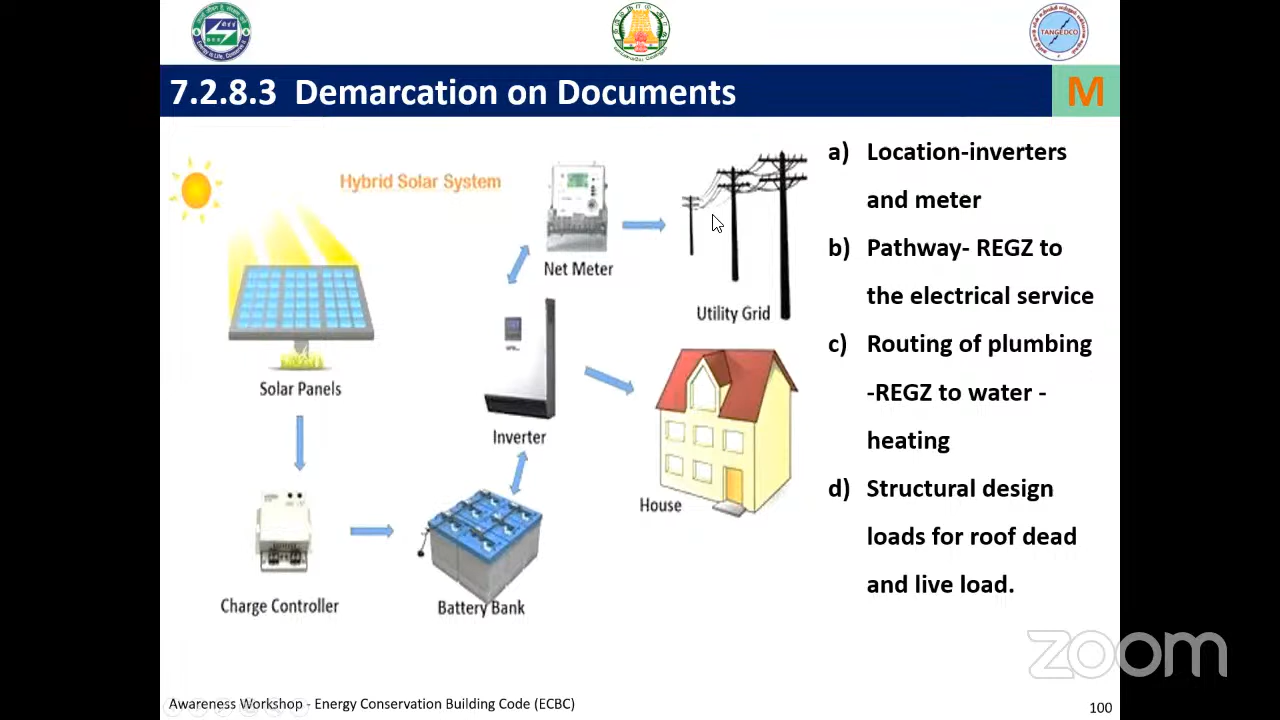 TANGEDCO
7.2.8.3 Demarcation on Documents
M
Hybrid Solar System
Net Meter
Utility Grid
Solar Panels
Inverter
House
Charge Controller
Battery Bank
a) Location-inverters
and meter
b) Pathway- REGZ to
the electrical service
c) Routing of plumbing
-REGZ to water -
heating
d) Structural design
loads for roof dead
and live load.
zoom
Awareness Workshop - Energy Conservation Building Code (ECBC)
100